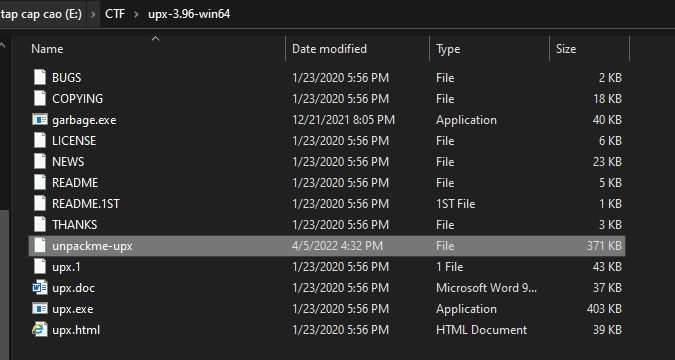 tap cap cao (E:) > CTF > upx-3.96-win64
Name Date modified Type Size
BUGS 1/23/2020 5:56 PM File 2 KB
COPYING 1/23/2020 5:56 PM File 18 KB
garbage.exe 12/21/2021 8:05 PM Application 40 KB
LICENSE 1/23/2020 5:56 PM File 6 KB
NEWS 1/23/2020 5:56 PM File 23 KB
README 1/23/2020 5:56 PM File 5 KB
README.1ST 1/23/2020 5:56 PM 1ST File 1 KB
THANKS 1/23/2020 5:56 PM File 3 KB
unpackme-upx 4/5/2022 4:32 PM File 371 KB
upx.1 1/23/2020 5:56 PM 1 File 43 KB
upx.doc 1/23/2020 5:56 PM Microsoft Word 9... 37 KB
upx.exe 1/23/2020 5:56 PM Application 403 KB
upx.html 1/23/2020 5:56 PM HTML Document 39 KB